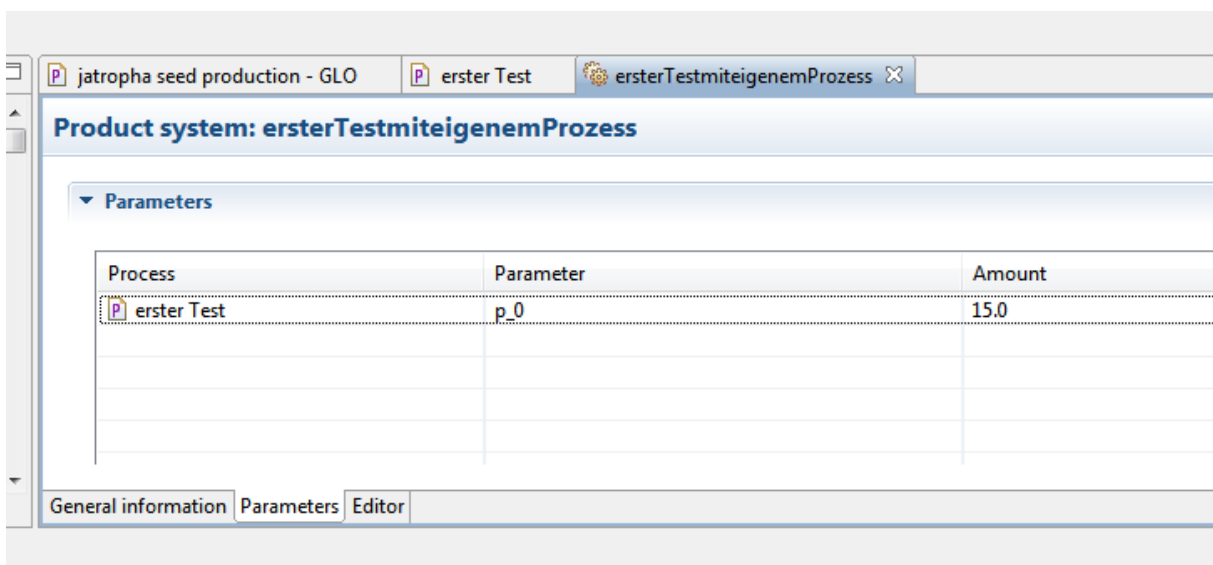 jatropha seed production - GLO erster Test ersterTestmiteigenemProzess
Product system: ersterTestmiteigenemProzess
Parameters
Process Parameter Amount
P erster Test p_0 15.0
General information Parameters Editor